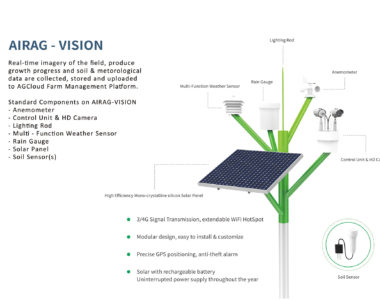 AIRAG - VISION
Real-time imagery of the field, produce
growth progress and soil & meterological
data are collected, stored and uploaded
to AGCloud Farm Management Platform.
Standard Components on AIRAG-VISION
- Anemometer
- Control Unit & HD Camera
- Lighting Rod
- Multi - Function Weather Sensor
- Rain Gauge
- Solar Panel
- Soil Sensor(s)
Lighting Rod
Anemometer
Rain Gauge
Multi-Function Weather Sensor
Control Unit & HD
High Efficiency Mono-crystalline silicon Solar Panel
3/4G Signal Transmission, extendable WiFi HotSpot
Modular design, easy to install & customize
Precise GPS positioning, anti-theft alarm
Solar with rechargable battery
Uninterrupted power supply throughout the year
Soil Sensor